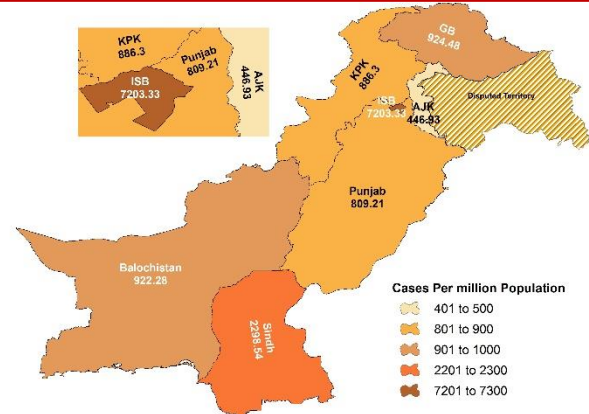 KPK
886.3
Punjab
809.21
ISB
7203.33
AJK
446.93
GB
924.48
KPK
886.3
Disputed Territory
ISB
7203.33
AJK
446.93
Punjab
809.21
Balochistan
922.28
Sindh
2298.54
Cases Per million Population
401 to 500
801 to 900
901 to 1000
2201 to 2300
7201 to 7300